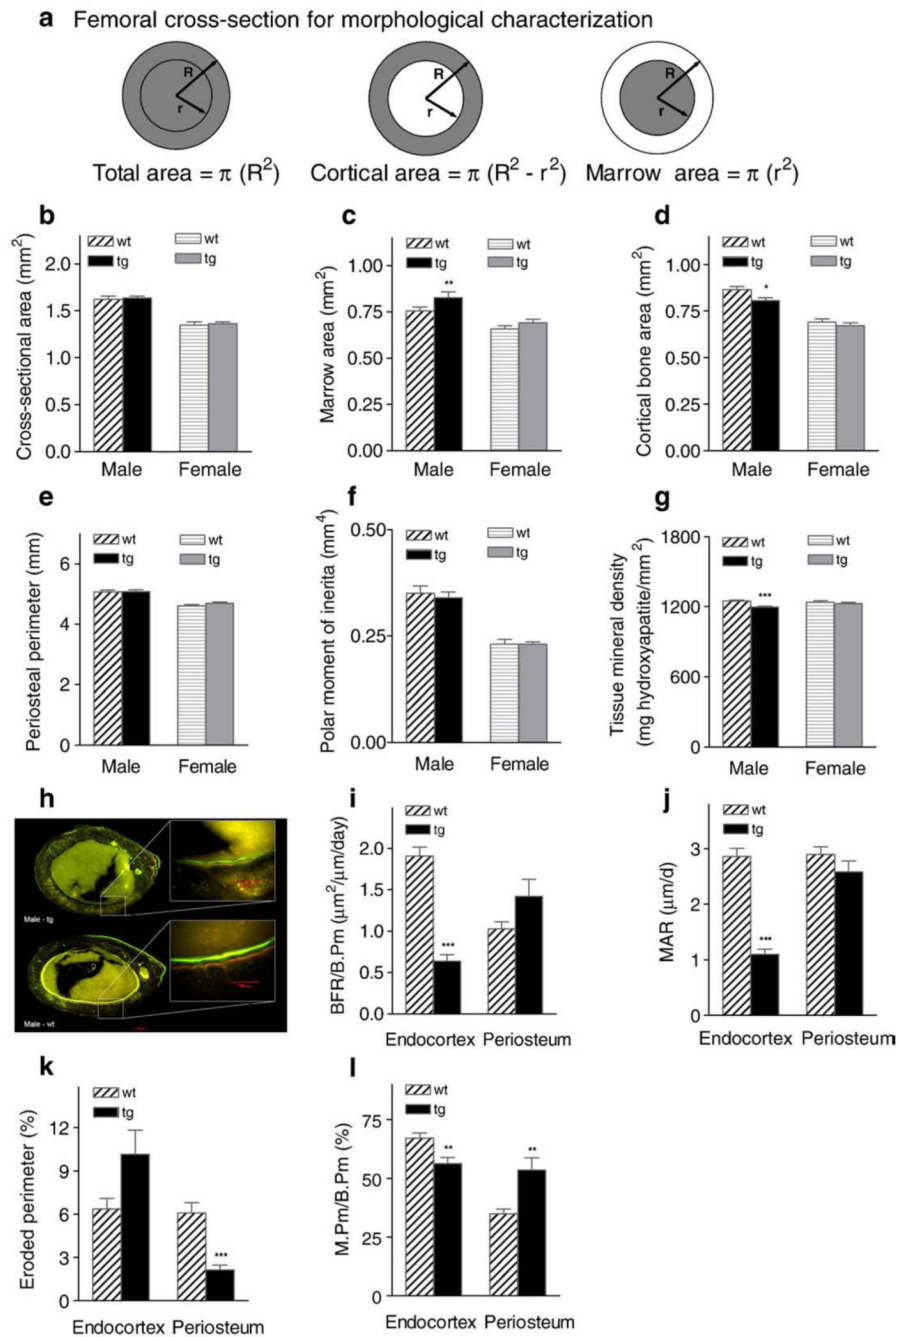 a Femoral cross-section for morphological characterization
R
r
R
r
R
r
Total area = π (R²)
Cortical area = π (R² - r²)
Marrow area = π (r²)
b
Cross-sectional area (mm²)
wt
tg
wt
tg
2.0
1.5
1.0
0.5
0.0
Male
Female
c
Marrow area (mm²)
wt
tg
wt
tg
1.00
0.75
0.50
0.25
0.00
**
Male
Female
d
Cortical bone area (mm²)
wt
tg
wt
tg
1.00
0.75
0.50
0.25
0.00
*
Male
Female
e
Periosteal perimeter (mm)
wt
tg
wt
tg
6
4
2
0
Male
Female
f
Polar moment of inerita (mm⁴)
wt
tg
wt
tg
0.50
0.25
0.00
Male
Female
g
Tissue mineral density
(mg hydroxyapatite/mm²)
wt
tg
wt
tg
1800
1200
600
0
***
Male
Female
h
Male - tg
Male - wt
i
BFR/B.Pm (μm²/μm/day)
wt
tg
2.0
1.5
1.0
0.5
0.0
***
Endocortex
Periosteum
j
MAR (μm/d)
wt
tg
3
2
1
0
***
Endocortex
Periosteum
k
Eroded perimeter (%)
wt
tg
12
9
6
3
0
***
Endocortex
Periosteum
l
M.Pm/B.Pm (%)
wt
tg
75
50
25
0
**
**
Endocortex
Periosteum